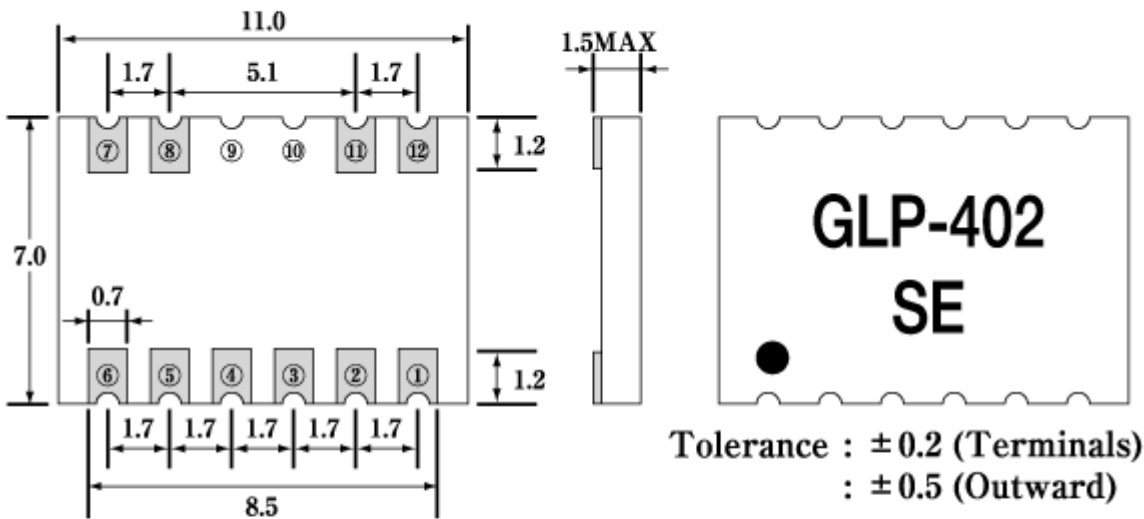 11.0
1.5MAX
1.7 5.1 1.7
⑦ ⑧ ⑨ ⑩ ⑪ ⑫
1.2
7.0
GLP-402
SE
0.7
⑥ ⑤ ④ ③ ② ①
1.2
1.7 1.7 1.7 1.7 1.7
8.5
Tolerance : ±0.2 (Terminals)
: ±0.5 (Outward)